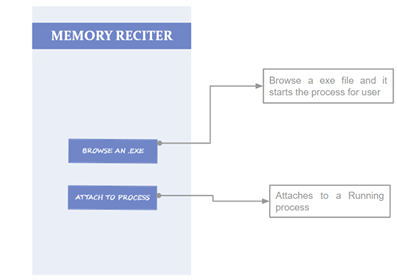 MEMORY RECITER
Browse a exe file and it
starts the process for user
BROWSE AN .EXE
ATTACH TO PROCESS
Attaches to a Running
process